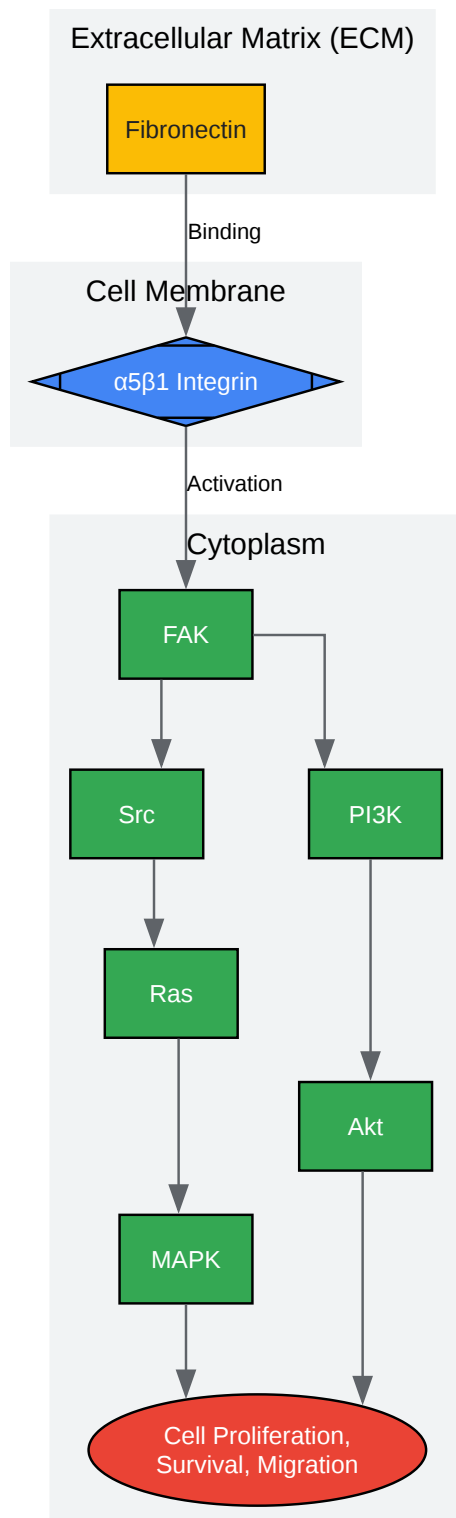 Extracellular Matrix (ECM)
Fibronectin
Binding
Cell Membrane
α5β1 Integrin
Activation
Cytoplasm
FAK
Src
PI3K
Ras
Akt
MAPK
Cell Proliferation,
Survival, Migration